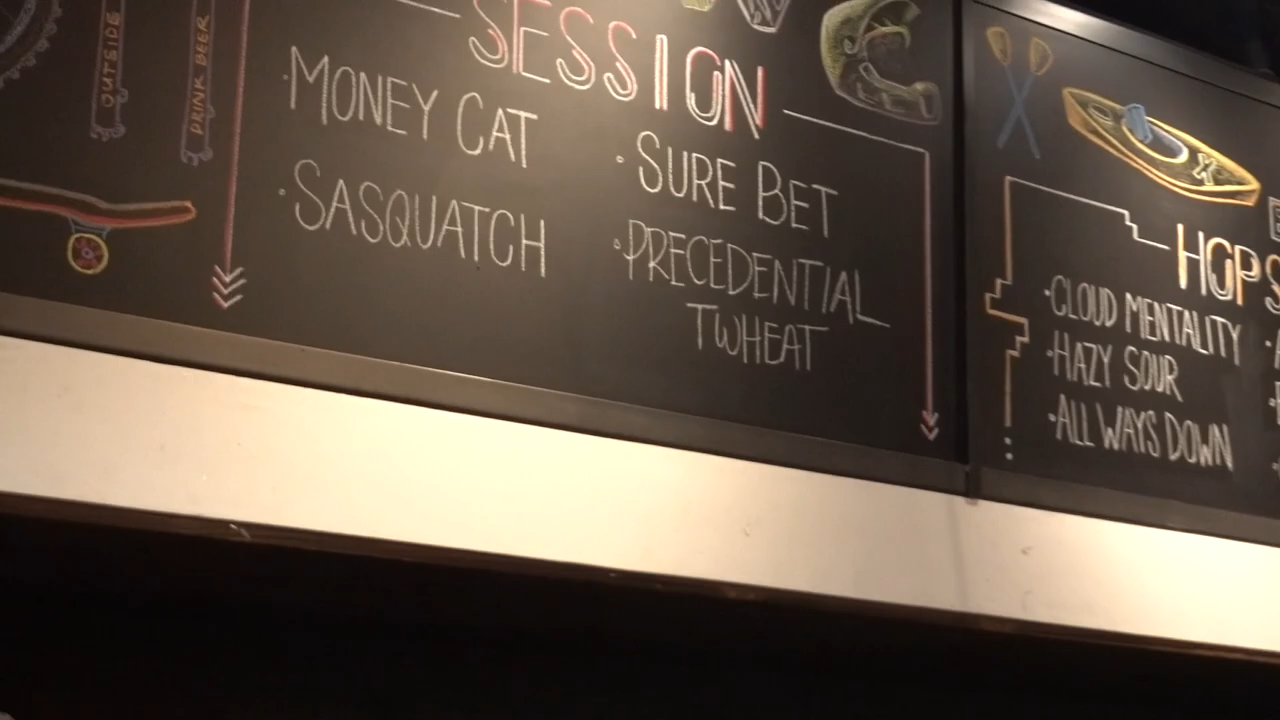 OUTSIDE
DRINK BEER
SESSION
· MONEY CAT
· SASQUATCH
· SURE BET
· PRECEDENTIAL
TWHEAT
HOPS
· CLOUD MENTALITY
· HAZY SOUR
· ALL WAYS DOWN